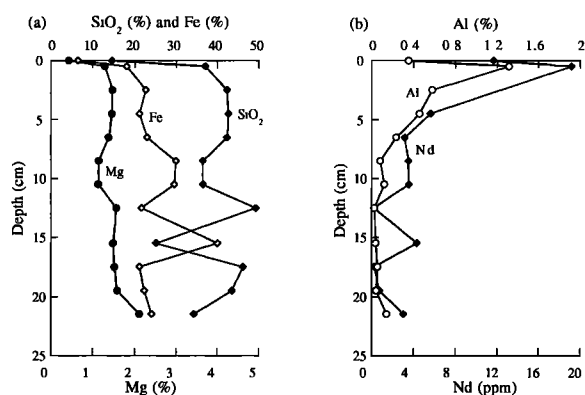 (a) SiO2 (%) and Fe (%)
0 10 20 30 40 50
0
5
10
15
20
25
Depth (cm)
Fe
SiO2
Mg
0 1 2 3 4 5
Mg (%)
(b) Al (%)
0 0 4 0 8 1 2 1 6 2
0
5
10
15
20
25
Depth (cm)
Al
Nd
0 4 8 12 16 20
Nd (ppm)